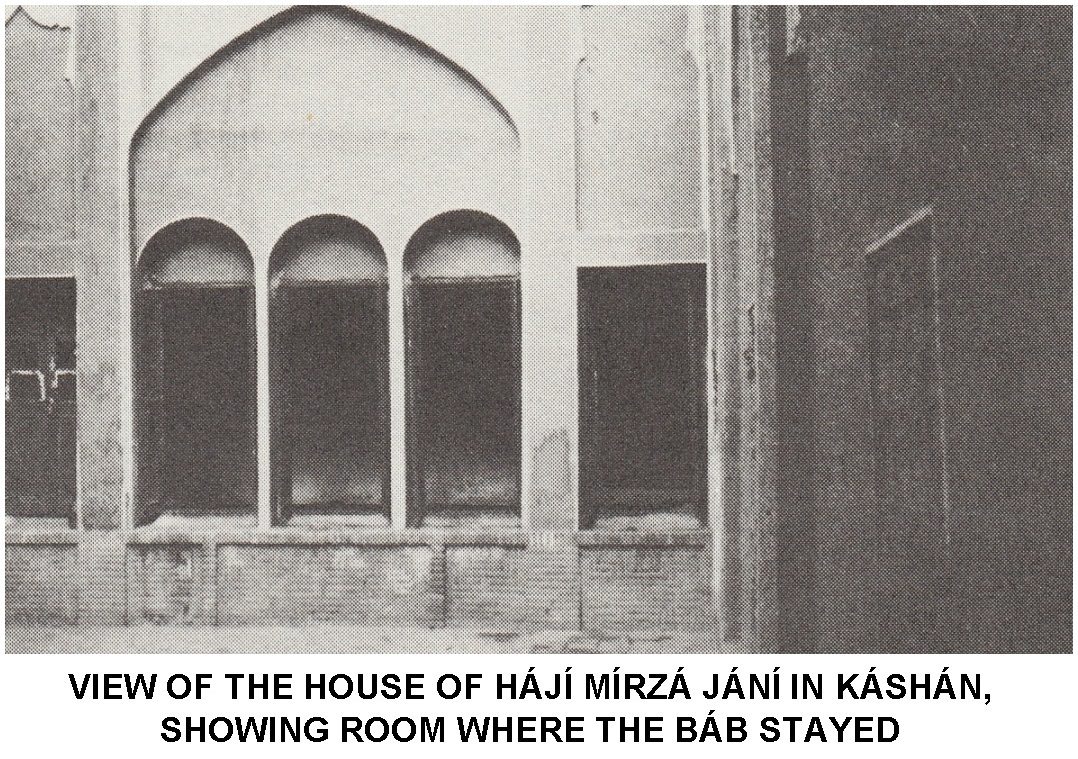 VIEW OF THE HOUSE OF HÁJÍ MÍRZÁ JÁNÍ IN KÁSHÁN,
SHOWING ROOM WHERE THE BÁB STAYED